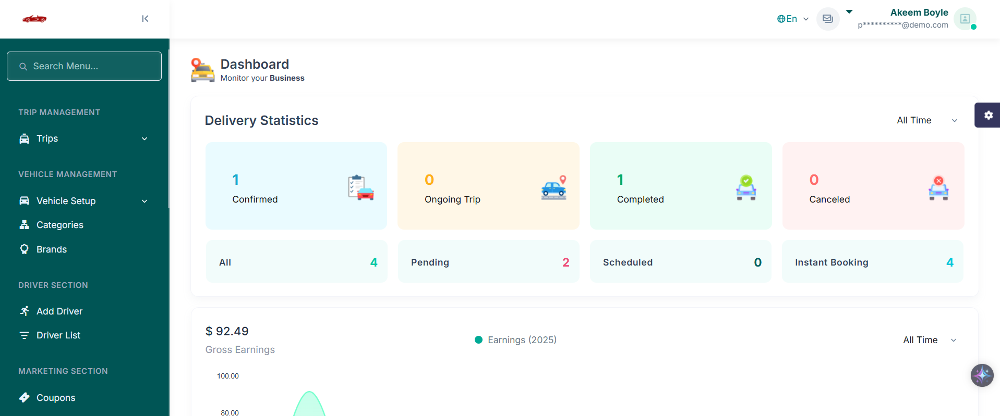 En
Akeem Boyle
p**********@demo.com
Search Menu...
TRIP MANAGEMENT
Trips
VEHICLE MANAGEMENT
Vehicle Setup
Categories
Brands
DRIVER SECTION
Add Driver
Driver List
MARKETING SECTION
Coupons
Dashboard
Monitor your Business
Delivery Statistics
All Time
1
Confirmed
0
Ongoing Trip
1
Completed
0
Canceled
All 4
Pending 2
Scheduled 0
Instant Booking 4
$ 92.49
Gross Earnings
Earnings (2025)
All Time
100.00
80.00